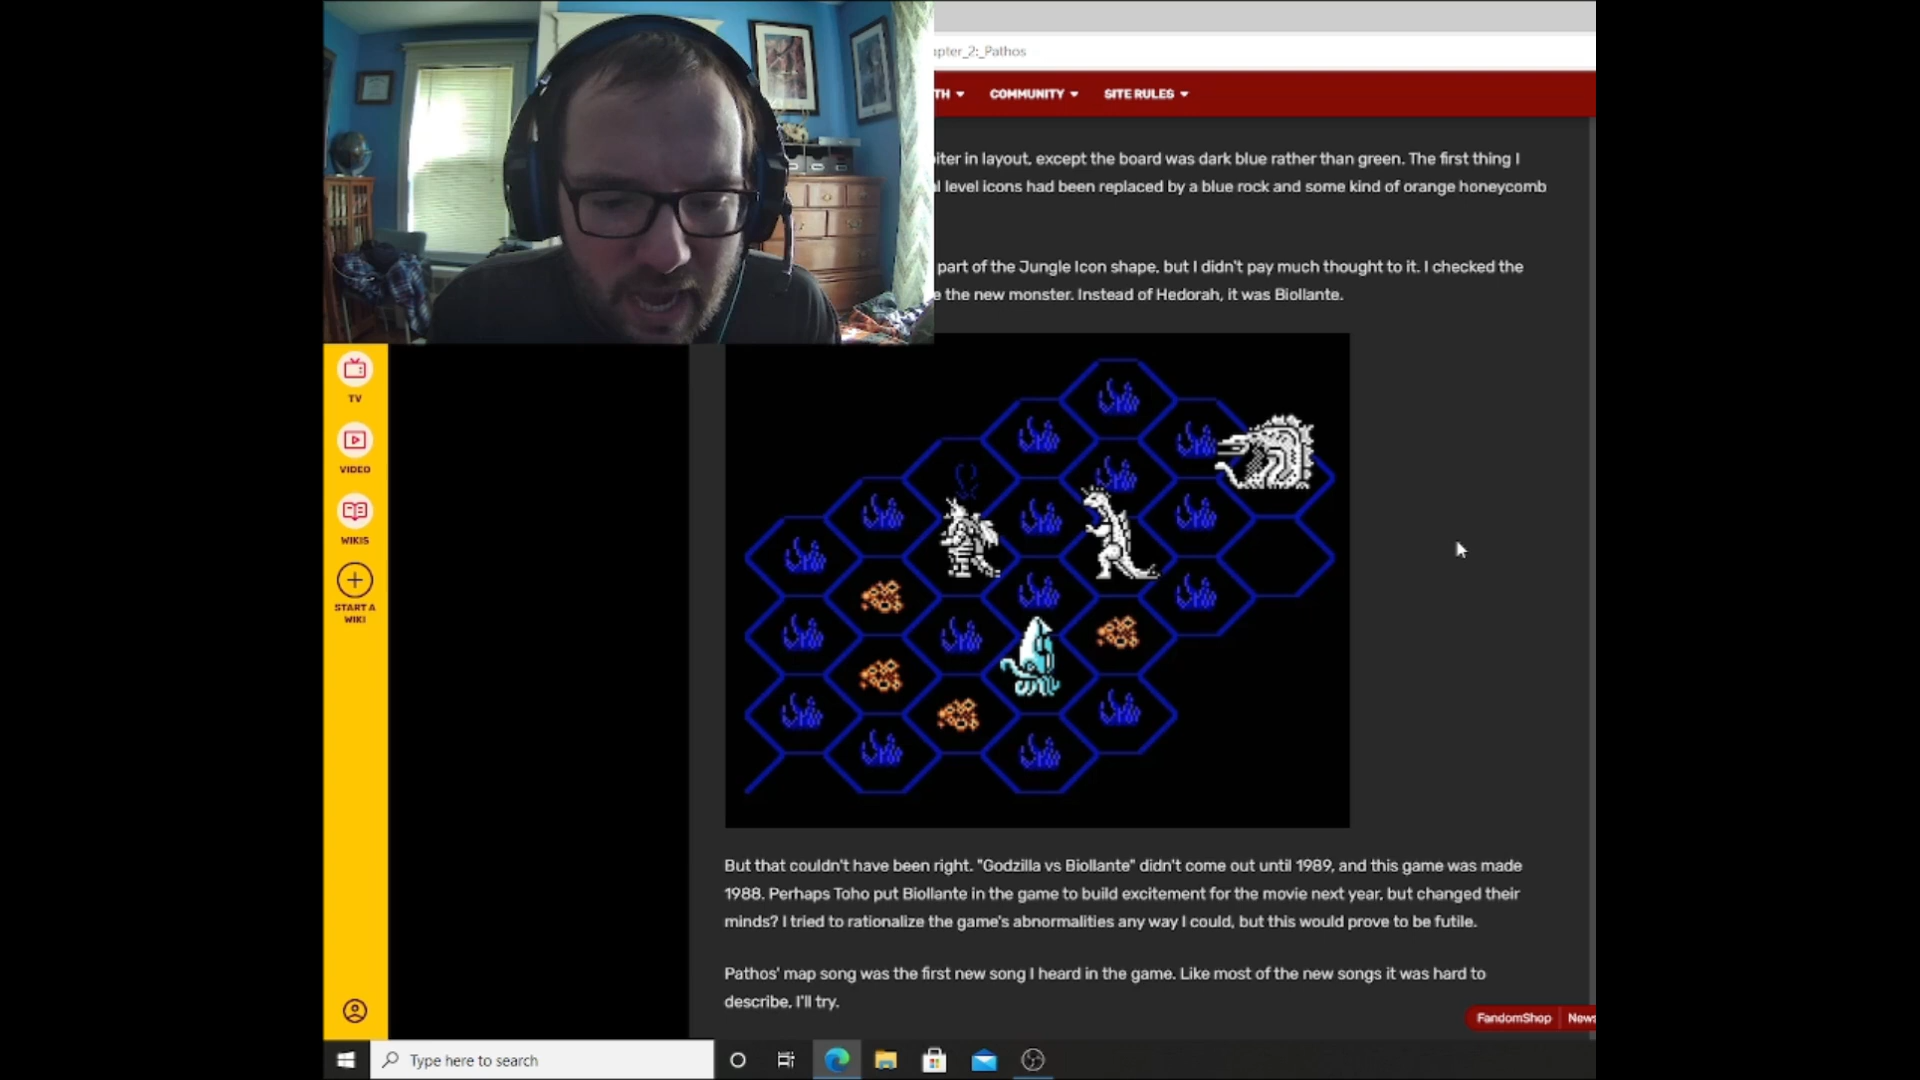 pter_2:_Pathos
TH
COMMUNITY
SITE RULES
in layout, except the board was dark blue rather than green. The first thing I
level icons had been replaced by a blue rock and some kind of orange honeycomb
part of the Jungle Icon shape, but I didn't pay much thought to it. I checked the
the new monster. Instead of Hedorah, it was Biollante.
TV
VIDEO
WIKIS
START A
WIKI
But that couldn't have been right. "Godzilla vs Biollante" didn't come out until 1989, and this game was made
1988. Perhaps Toho put Biollante in the game to build excitement for the movie next year, but changed their
minds? I tried to rationalize the game's abnormalities any way I could, but this would prove to be futile.
Pathos' map song was the first new song I heard in the game. Like most of the new songs it was hard to
describe, I'll try.
FandomShop
News
Type here to search